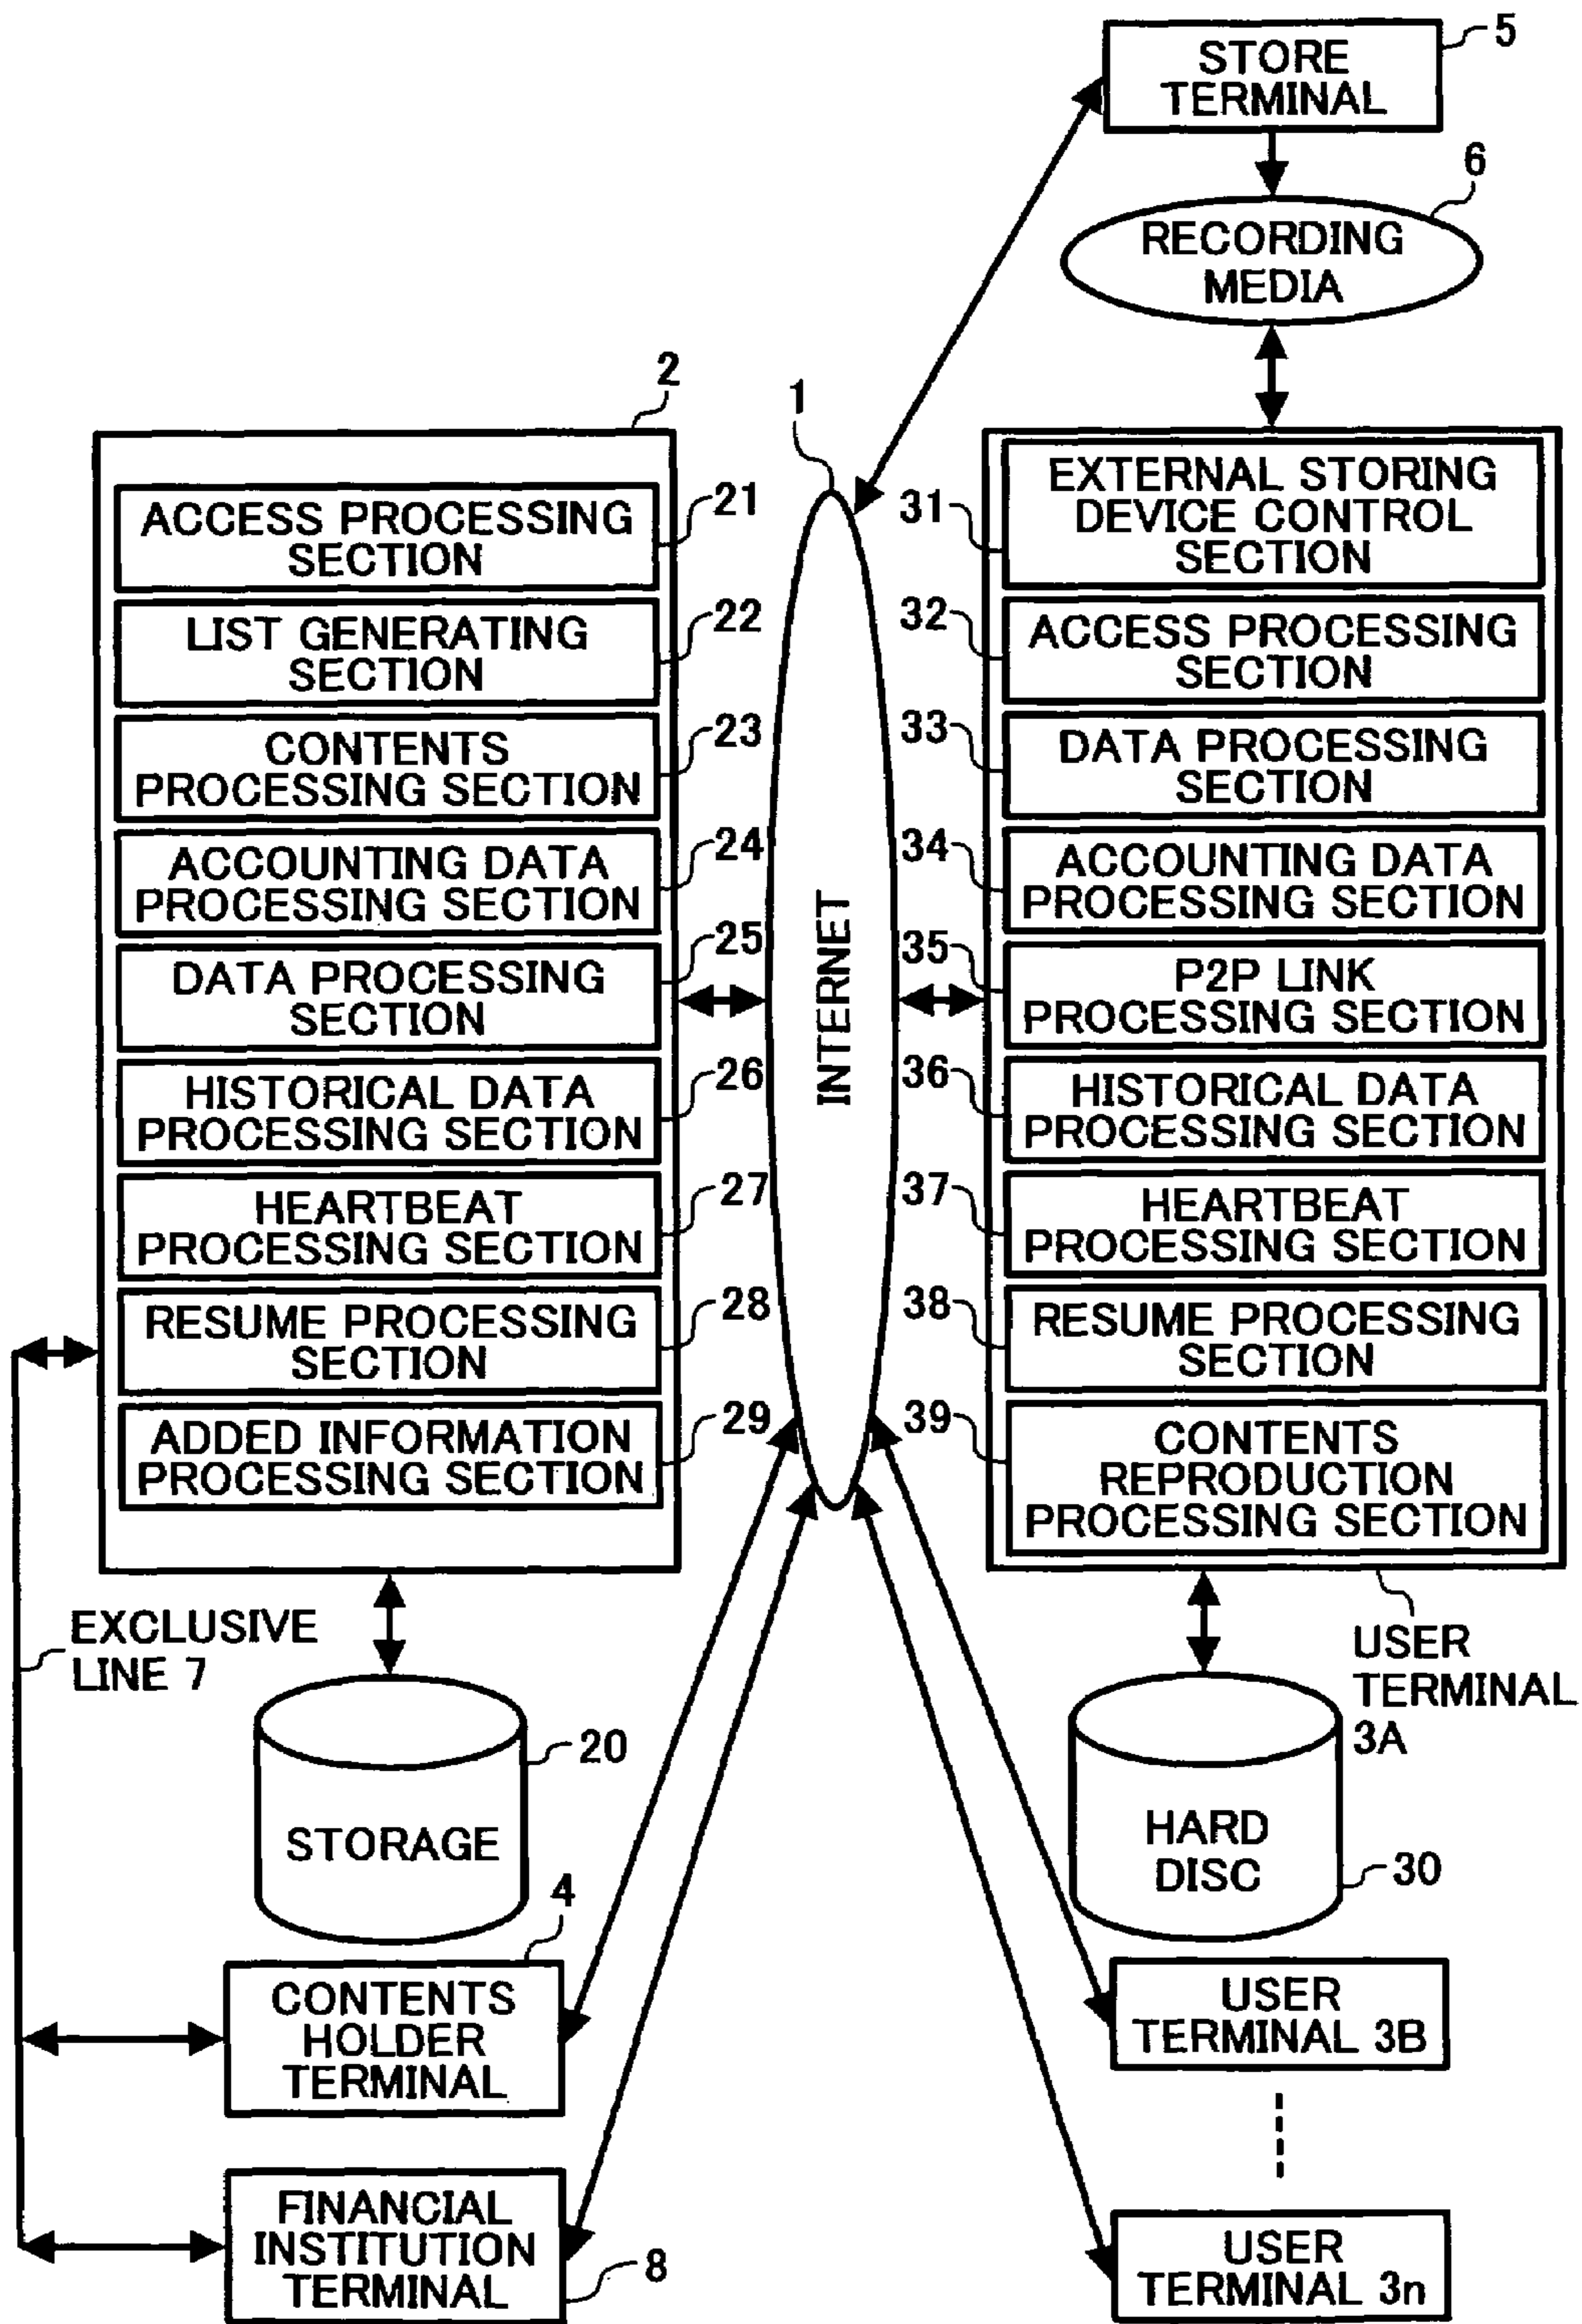 5
STORE
TERMINAL
6
RECORDING
MEDIA
2
1
ACCESS PROCESSING
SECTION
21
LIST GENERATING
SECTION
22
CONTENTS
PROCESSING SECTION
23
ACCOUNTING DATA
PROCESSING SECTION
24
DATA PROCESSING
SECTION
25
HISTORICAL DATA
PROCESSING SECTION
26
HEARTBEAT
PROCESSING SECTION
27
RESUME PROCESSING
SECTION
28
ADDED INFORMATION
PROCESSING SECTION
29
INTERNET
31
EXTERNAL STORING
DEVICE CONTROL
SECTION
32
ACCESS PROCESSING
SECTION
33
DATA PROCESSING
SECTION
34
ACCOUNTING DATA
PROCESSING SECTION
35
P2P LINK
PROCESSING SECTION
36
HISTORICAL DATA
PROCESSING SECTION
37
HEARTBEAT
PROCESSING SECTION
38
RESUME PROCESSING
SECTION
39
CONTENTS
REPRODUCTION
PROCESSING SECTION
EXCLUSIVE
LINE 7
20
STORAGE
USER
TERMINAL
3A
HARD
DISC
30
4
CONTENTS
HOLDER
TERMINAL
USER
TERMINAL 3B
FINANCIAL
INSTITUTION
TERMINAL
8
USER
TERMINAL 3n